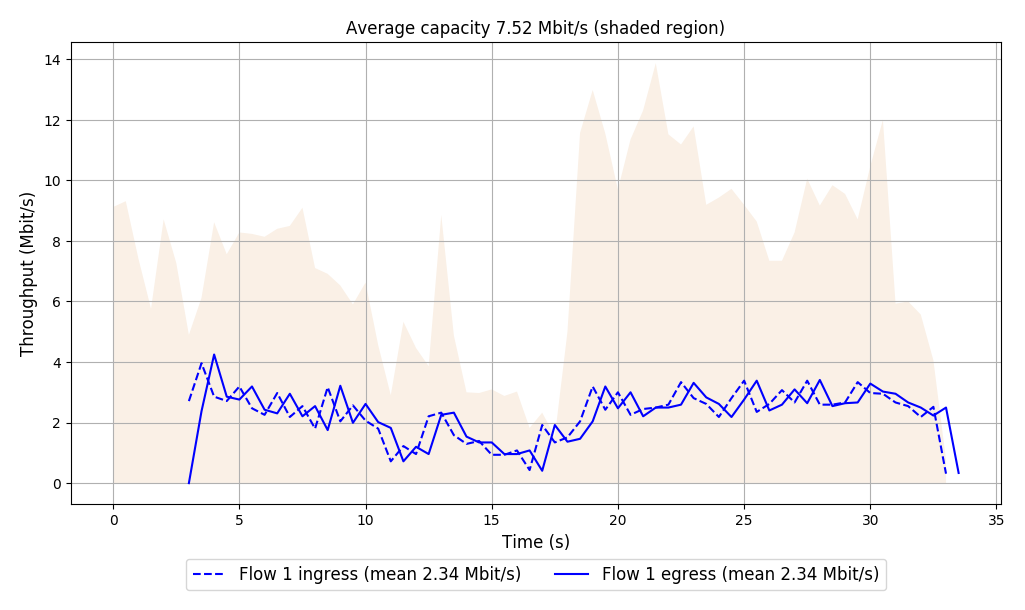 Average capacity 7.52 Mbit/s (shaded region)
Throughput (Mbit/s)
14
12
10
8
6
4
2
0
0 5 10 15 20 25 30 35
Time (s)
Flow 1 ingress (mean 2.34 Mbit/s) Flow 1 egress (mean 2.34 Mbit/s)